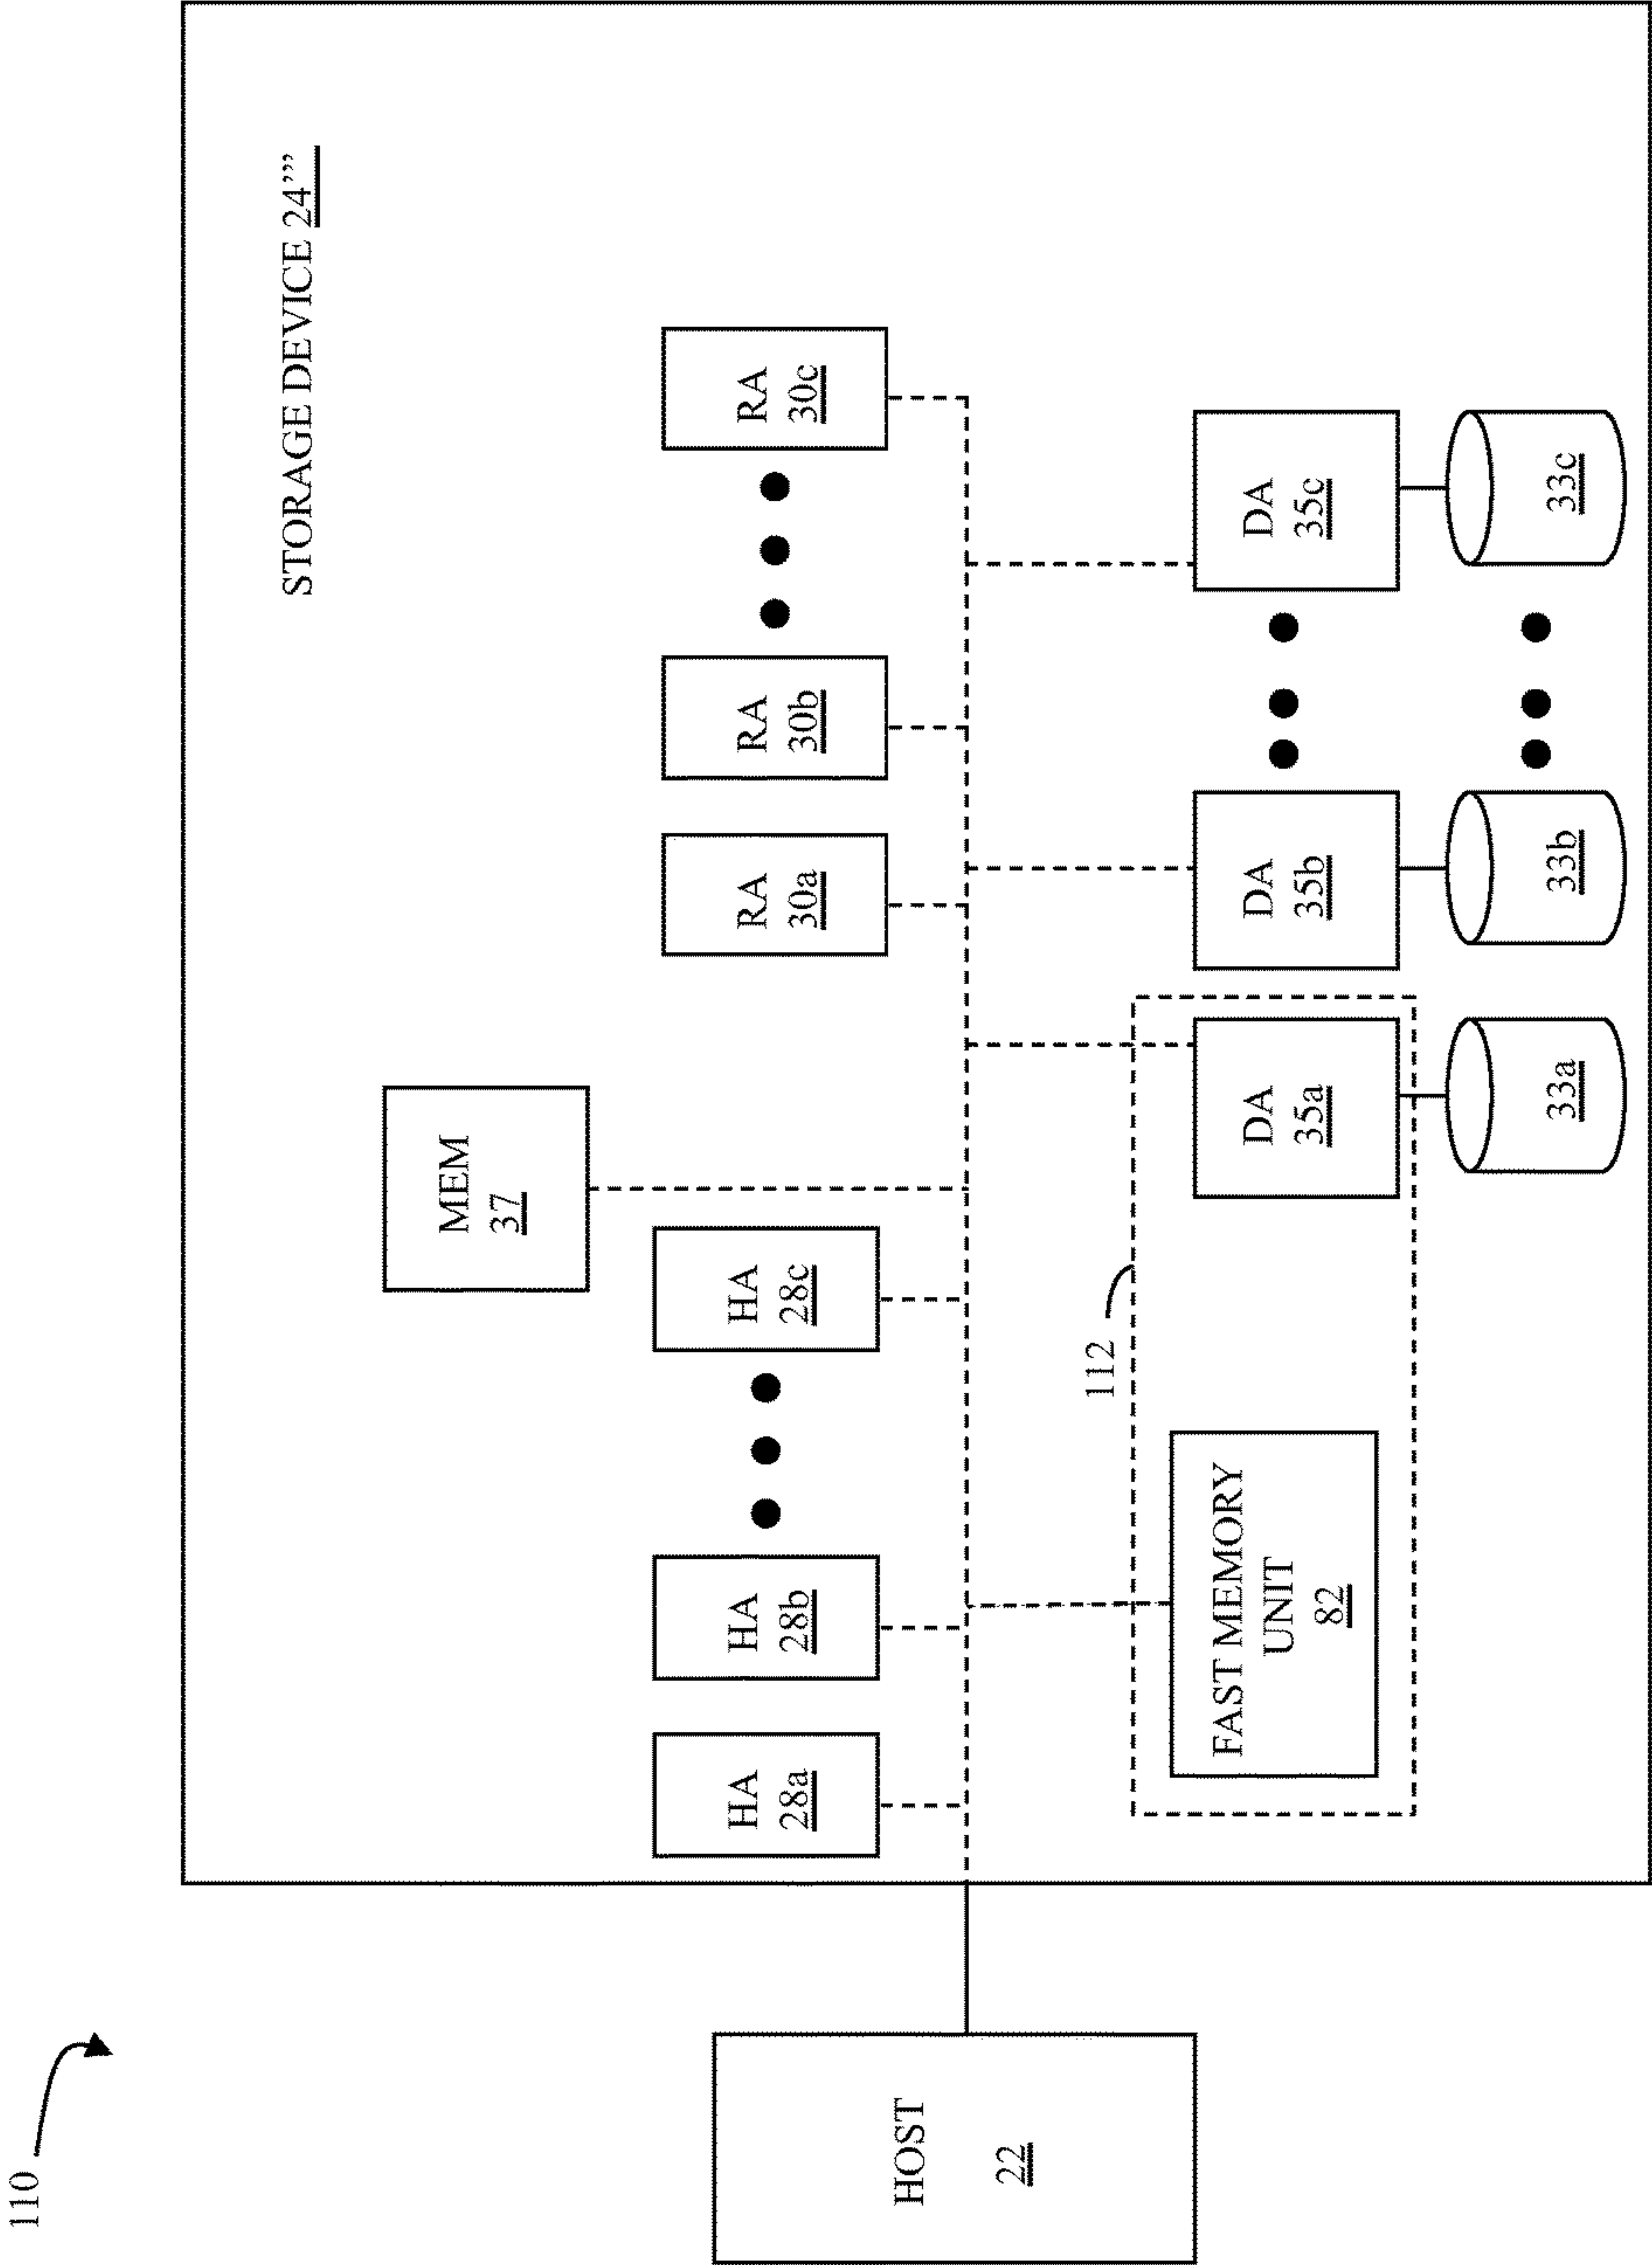 110
STORAGE DEVICE 24'''
MEM
37
HA
28a
HA
28b
HA
28c
RA
30a
RA
30b
RA
30c
HOST
22
112
FAST MEMORY
UNIT
82
DA
35a
DA
35b
DA
35c
33a
33b
33c